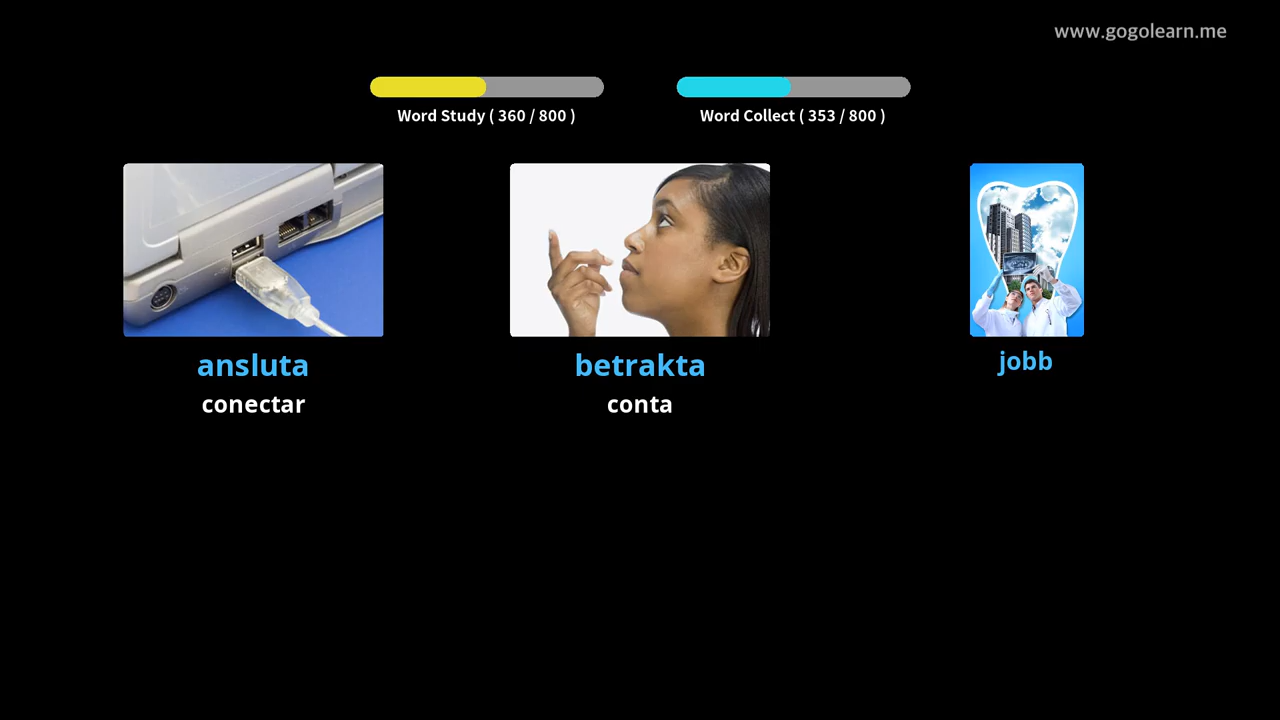 www.gogolearn.me
Word Study ( 360 / 800 )
Word Collect ( 353 / 800 )
ansluta
conectar
betrakta
conta
jobb